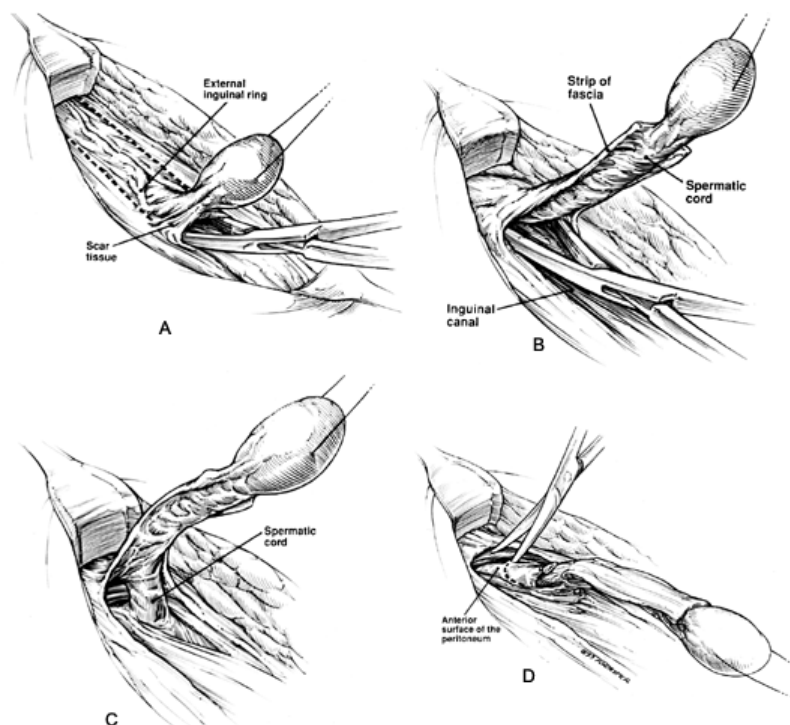 External
inguinal ring
Scar
tissue
A
Strip of
fascia
Spermatic
cord
Inguinal
canal
B
Spermatic
cord
C
Anterior
surface of the
peritoneum
D